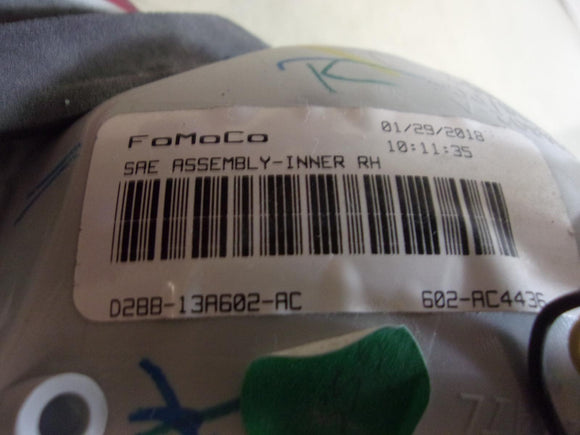 FoMoCo
01/29/2018
10:11:35
SAE ASSEMBLY-INNER RH
D2BB-13A602-AC
602-AC4436